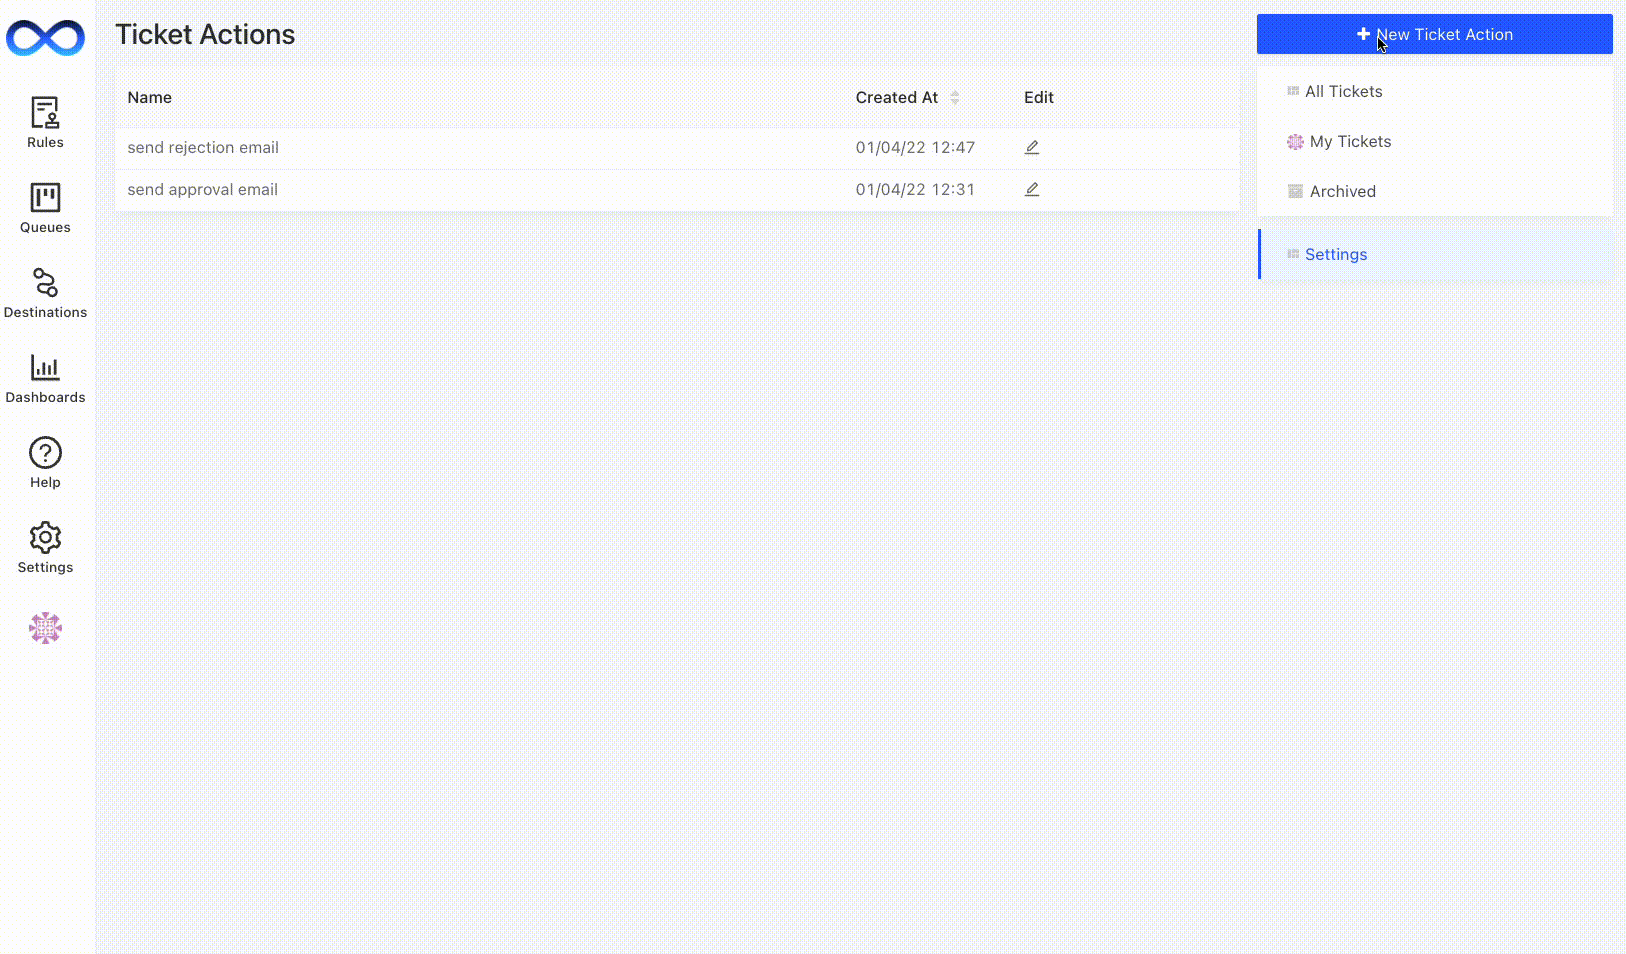 Ticket Actions
New Ticket Action
Name Created At Edit
send rejection email 01/04/22 12:47
send approval email 01/04/22 12:31
All Tickets
My Tickets
Archived
Settings
Rules
Queues
Destinations
Dashboards
Help
Settings